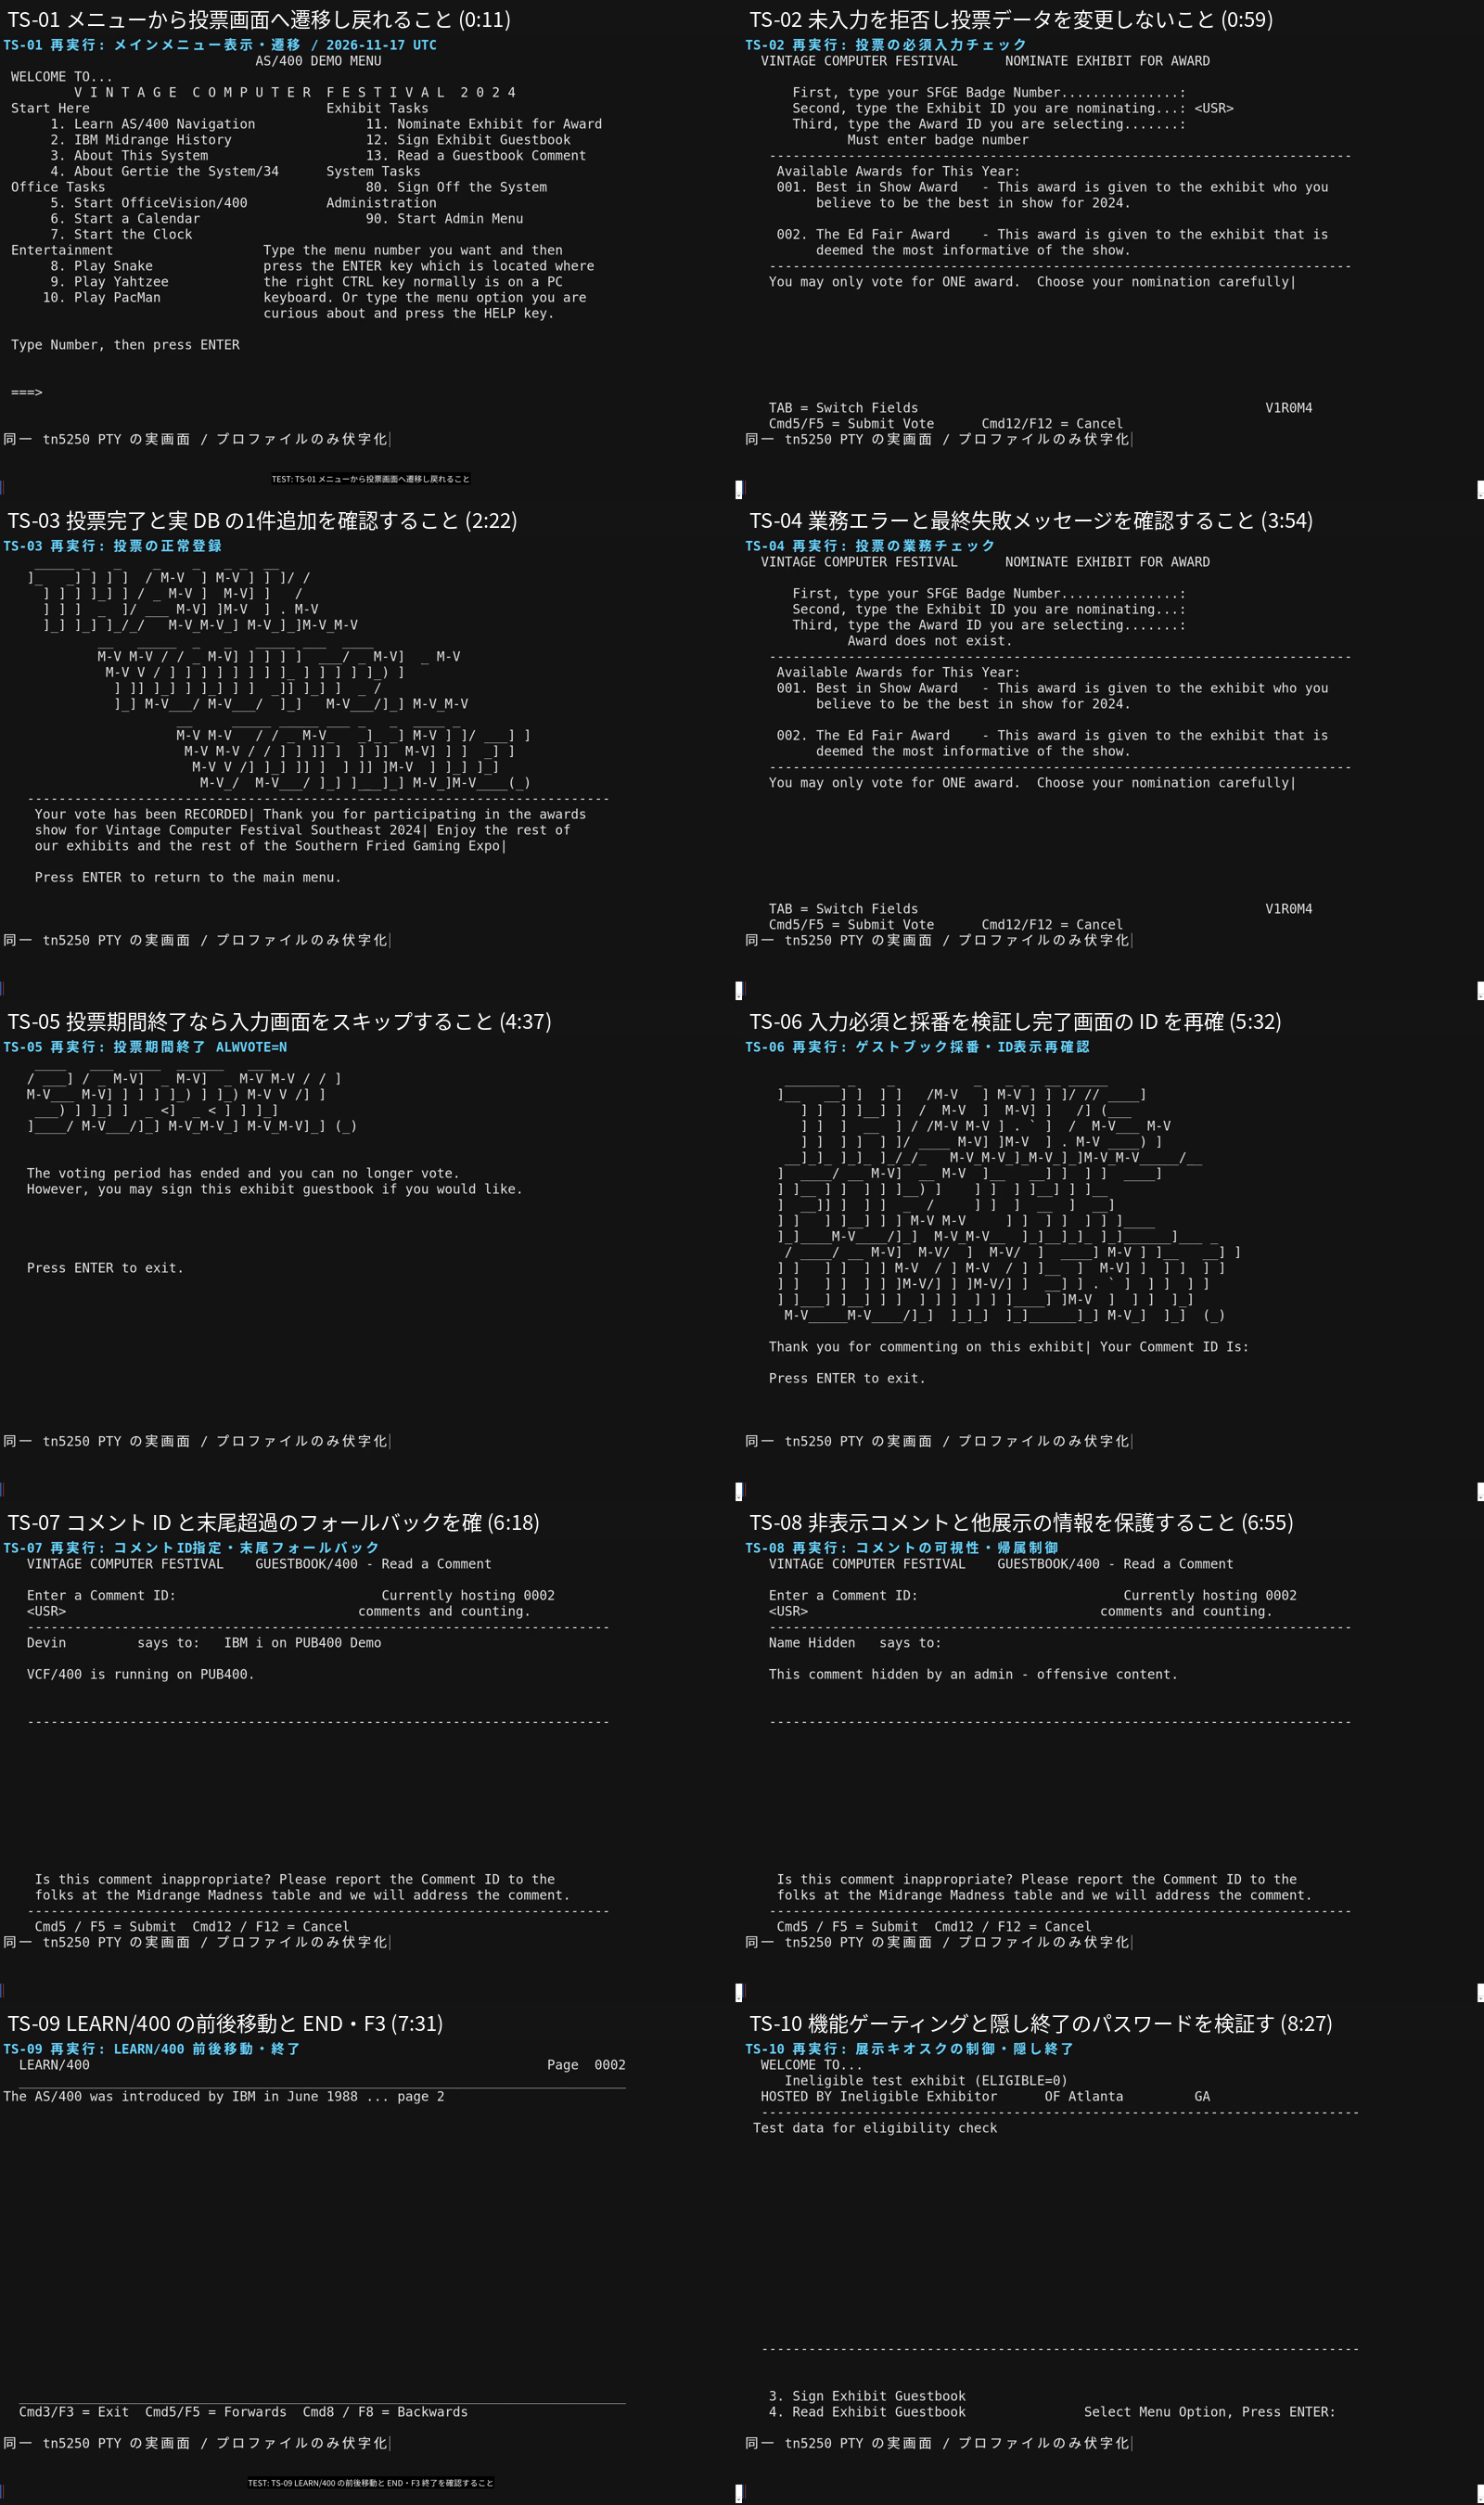 TS-01 メニューから投票画面へ遷移し戻れること (0:11)
TS-01 再実行: メインメニュー表示・遷移 / 2026-11-17 UTC
AS/400 DEMO MENU
WELCOME TO...
V I N T A G E  C O M P U T E R  F E S T I V A L  2 0 2 4
Start Here                              Exhibit Tasks
1. Learn AS/400 Navigation              11. Nominate Exhibit for Award
2. IBM Midrange History                 12. Sign Exhibit Guestbook
3. About This System                    13. Read a Guestbook Comment
4. About Gertie the System/34      System Tasks
Office Tasks                                 80. Sign Off the System
5. Start OfficeVision/400          Administration
6. Start a Calendar                     90. Start Admin Menu
7. Start the Clock
Entertainment                   Type the menu number you want and then
8. Play Snake              press the ENTER key which is located where
9. Play Yahtzee            the right CTRL key normally is on a PC
10. Play PacMan             keyboard. Or type the menu option you are
curious about and press the HELP key.
Type Number, then press ENTER
===>
同一 tn5250 PTY の実画面 / プロファイルのみ伏字化
TEST: TS-01 メニューから投票画面へ遷移し戻れること
TS-02 未入力を拒否し投票データを変更しないこと (0:59)
TS-02 再実行: 投票の必須入力チェック
VINTAGE COMPUTER FESTIVAL      NOMINATE EXHIBIT FOR AWARD
First, type your SFGE Badge Number...............:
Second, type the Exhibit ID you are nominating...: <USR>
Third, type the Award ID you are selecting.......:
Must enter badge number
--------------------------------------------------------------------------
Available Awards for This Year:
001. Best in Show Award   - This award is given to the exhibit who you
believe to be the best in show for 2024.
002. The Ed Fair Award    - This award is given to the exhibit that is
deemed the most informative of the show.
--------------------------------------------------------------------------
You may only vote for ONE award.  Choose your nomination carefully|
TAB = Switch Fields                                            V1R0M4
Cmd5/F5 = Submit Vote      Cmd12/F12 = Cancel
同一 tn5250 PTY の実画面 / プロファイルのみ伏字化
TS-03 投票完了と実 DB の1件追加を確認すること (2:22)
TS-03 再実行: 投票の正常登録
--------------------------------------------------------------------------
Your vote has been RECORDED| Thank you for participating in the awards
show for Vintage Computer Festival Southeast 2024| Enjoy the rest of
our exhibits and the rest of the Southern Fried Gaming Expo|
Press ENTER to return to the main menu.
同一 tn5250 PTY の実画面 / プロファイルのみ伏字化
TS-04 業務エラーと最終失敗メッセージを確認すること (3:54)
TS-04 再実行: 投票の業務チェック
VINTAGE COMPUTER FESTIVAL      NOMINATE EXHIBIT FOR AWARD
First, type your SFGE Badge Number...............:
Second, type the Exhibit ID you are nominating...:
Third, type the Award ID you are selecting.......:
Award does not exist.
--------------------------------------------------------------------------
Available Awards for This Year:
001. Best in Show Award   - This award is given to the exhibit who you
believe to be the best in show for 2024.
002. The Ed Fair Award    - This award is given to the exhibit that is
deemed the most informative of the show.
--------------------------------------------------------------------------
You may only vote for ONE award.  Choose your nomination carefully|
TAB = Switch Fields                                            V1R0M4
Cmd5/F5 = Submit Vote      Cmd12/F12 = Cancel
同一 tn5250 PTY の実画面 / プロファイルのみ伏字化
TS-05 投票期間終了なら入力画面をスキップすること (4:37)
TS-05 再実行: 投票期間終了 ALWVOTE=N
The voting period has ended and you can no longer vote.
However, you may sign this exhibit guestbook if you would like.
Press ENTER to exit.
同一 tn5250 PTY の実画面 / プロファイルのみ伏字化
TS-06 入力必須と採番を検証し完了画面の ID を再確 (5:32)
TS-06 再実行: ゲストブック採番・ID表示再確認
Thank you for commenting on this exhibit| Your Comment ID Is:
Press ENTER to exit.
同一 tn5250 PTY の実画面 / プロファイルのみ伏字化
TS-07 コメント ID と末尾超過のフォールバックを確 (6:18)
TS-07 再実行: コメントID指定・末尾フォールバック
VINTAGE COMPUTER FESTIVAL    GUESTBOOK/400 - Read a Comment
Enter a Comment ID:                          Currently hosting 0002
<USR>                                     comments and counting.
--------------------------------------------------------------------------
Devin         says to:   IBM i on PUB400 Demo
VCF/400 is running on PUB400.
--------------------------------------------------------------------------
Is this comment inappropriate? Please report the Comment ID to the
folks at the Midrange Madness table and we will address the comment.
--------------------------------------------------------------------------
Cmd5 / F5 = Submit  Cmd12 / F12 = Cancel
同一 tn5250 PTY の実画面 / プロファイルのみ伏字化
TS-08 非表示コメントと他展示の情報を保護すること (6:55)
TS-08 再実行: コメントの可視性・帰属制御
VINTAGE COMPUTER FESTIVAL    GUESTBOOK/400 - Read a Comment
Enter a Comment ID:                          Currently hosting 0002
<USR>                                     comments and counting.
--------------------------------------------------------------------------
Name Hidden   says to:
This comment hidden by an admin - offensive content.
--------------------------------------------------------------------------
Is this comment inappropriate? Please report the Comment ID to the
folks at the Midrange Madness table and we will address the comment.
--------------------------------------------------------------------------
Cmd5 / F5 = Submit  Cmd12 / F12 = Cancel
同一 tn5250 PTY の実画面 / プロファイルのみ伏字化
TS-09 LEARN/400 の前後移動と END・F3 (7:31)
TS-09 再実行: LEARN/400 前後移動・終了
LEARN/400                                                          Page  0002
The AS/400 was introduced by IBM in June 1988 ... page 2
Cmd3/F3 = Exit  Cmd5/F5 = Forwards  Cmd8 / F8 = Backwards
同一 tn5250 PTY の実画面 / プロファイルのみ伏字化
TEST: TS-09 LEARN/400 の前後移動と END・F3 終了を確認すること
TS-10 機能ゲーティングと隠し終了のパスワードを検証す (8:27)
TS-10 再実行: 展示キオスクの制御・隠し終了
WELCOME TO...
Ineligible test exhibit (ELIGIBLE=0)
HOSTED BY Ineligible Exhibitor      OF Atlanta         GA
----------------------------------------------------------------------------
Test data for eligibility check
----------------------------------------------------------------------------
3. Sign Exhibit Guestbook
4. Read Exhibit Guestbook               Select Menu Option, Press ENTER:
同一 tn5250 PTY の実画面 / プロファイルのみ伏字化